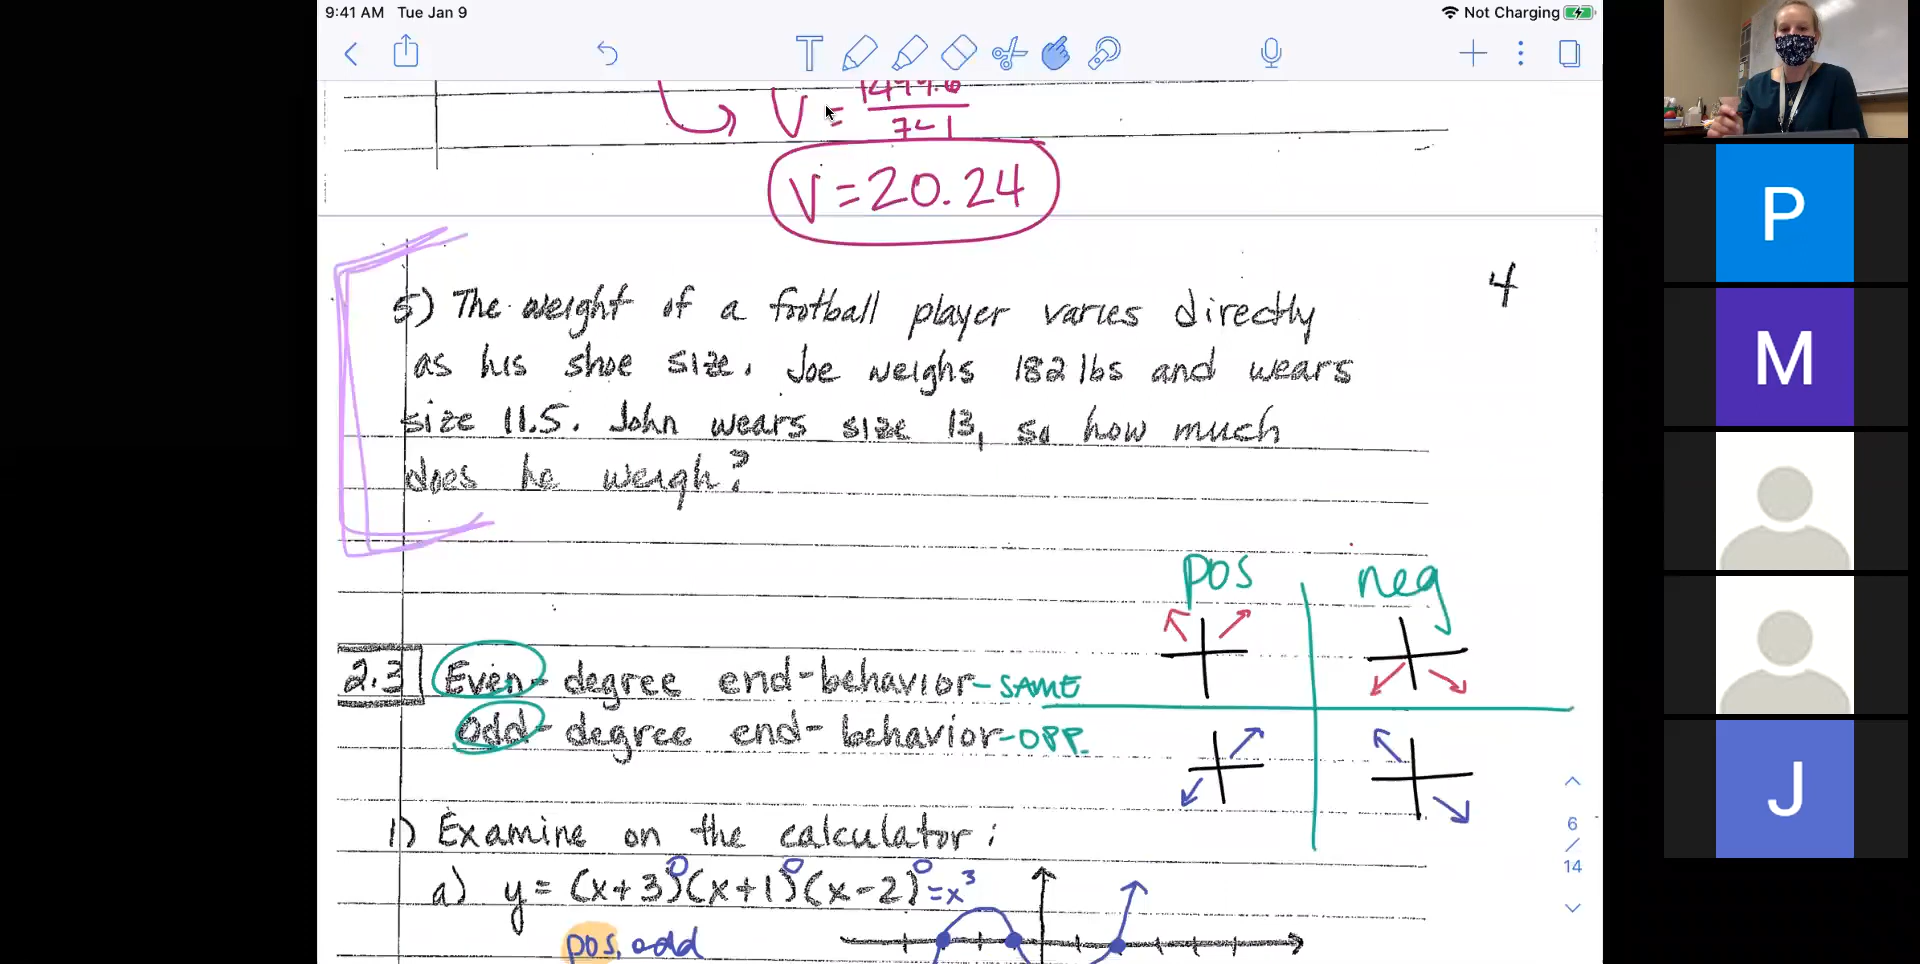 9:41 AM Tue Jan 9
Not Charging
V =
V = 20.24
4
5) The weight of a football player varies directly
as his shoe size. Joe weighs 182 lbs and wears
size 11.5. John wears size 13, so how much
does he weigh?
pos neg
2.3 Even-degree end-behavior - SAME
Odd-degree end-behavior - OPP.
1) Examine on the calculator:
a) y = (x+3)⁰(x+1)⁰(x-2)⁰ = x³
pos, odd
6
/
14
P
M
J